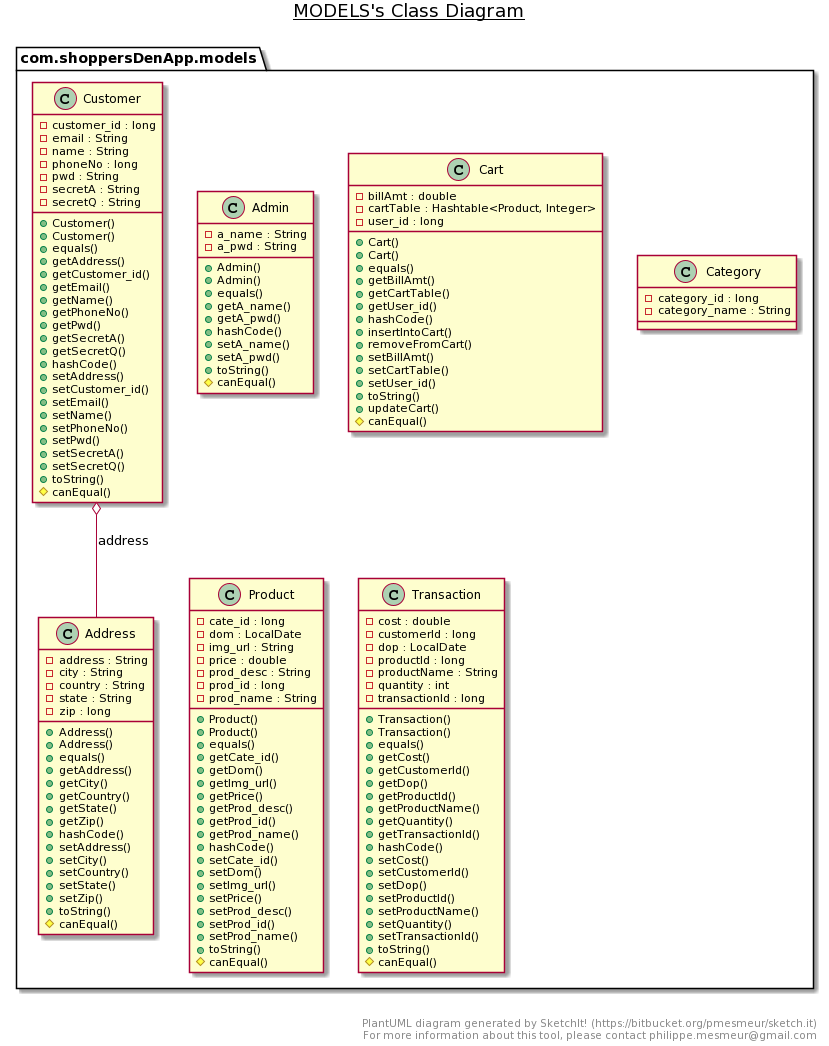 MODELS's Class Diagram
com.shoppersDenApp.models
C Customer
customer_id : long
email : String
name : String
phoneNo : long
pwd : String
secretA : String
secretQ : String
Customer()
Customer()
equals()
getAddress()
getCustomer_id()
getEmail()
getName()
getPhoneNo()
getPwd()
getSecretA()
getSecretQ()
hashCode()
setAddress()
setCustomer_id()
setEmail()
setName()
setPhoneNo()
setPwd()
setSecretA()
setSecretQ()
toString()
canEqual()
C Admin
a_name : String
a_pwd : String
Admin()
Admin()
equals()
getA_name()
getA_pwd()
hashCode()
setA_name()
setA_pwd()
toString()
canEqual()
C Cart
billAmt : double
cartTable : Hashtable<Product, Integer>
user_id : long
Cart()
Cart()
equals()
getBillAmt()
getCartTable()
getUser_id()
hashCode()
insertIntoCart()
removeFromCart()
setBillAmt()
setCartTable()
setUser_id()
toString()
updateCart()
canEqual()
C Category
category_id : long
category_name : String
address
C Address
address : String
city : String
country : String
state : String
zip : long
Address()
Address()
equals()
getAddress()
getCity()
getCountry()
getState()
getZip()
hashCode()
setAddress()
setCity()
setCountry()
setState()
setZip()
toString()
canEqual()
C Product
cate_id : long
dom : LocalDate
img_url : String
price : double
prod_desc : String
prod_id : long
prod_name : String
Product()
Product()
equals()
getCate_id()
getDom()
getImg_url()
getPrice()
getProd_desc()
getProd_id()
getProd_name()
hashCode()
setCate_id()
setDom()
setImg_url()
setPrice()
setProd_desc()
setProd_id()
setProd_name()
toString()
canEqual()
C Transaction
cost : double
customerId : long
dop : LocalDate
productId : long
productName : String
quantity : int
transactionId : long
Transaction()
Transaction()
equals()
getCost()
getCustomerId()
getDop()
getProductId()
getProductName()
getQuantity()
getTransactionId()
hashCode()
setCost()
setCustomerId()
setDop()
setProductId()
setProductName()
setQuantity()
setTransactionId()
toString()
canEqual()
PlantUML diagram generated by SketchIt! (https://bitbucket.org/pmesmeur/sketch.it)
For more information about this tool, please contact philippe.mesmeur@gmail.com